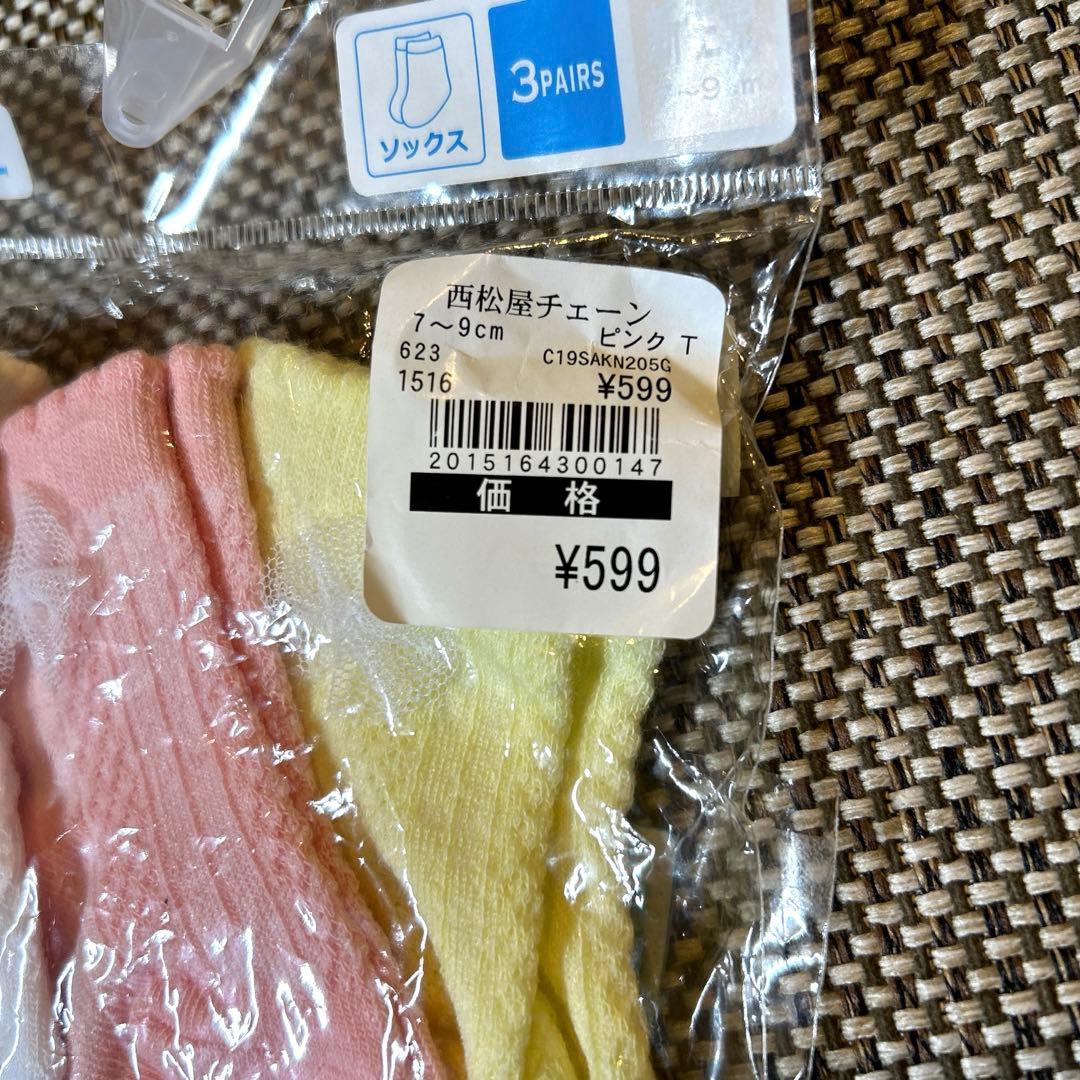 ソックス
3PAIRS
~9 m
西松屋チェーン
7～9cm ピンク T
623 C19SAKN205G
1516 ¥599
2015164300147
価格
¥599